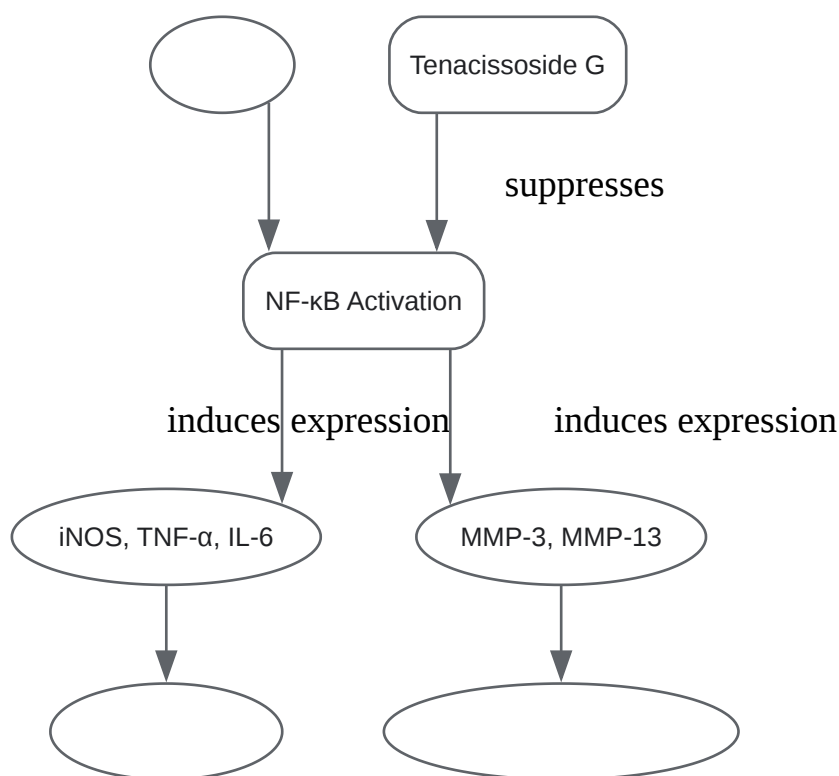 Tenacissoside G
suppresses
NF-κB Activation
induces expression
induces expression
iNOS, TNF-α, IL-6
MMP-3, MMP-13